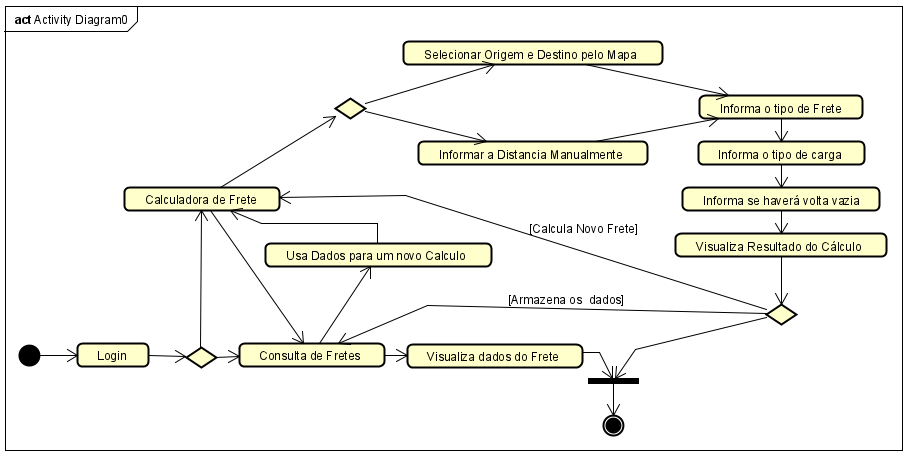 act Activity Diagram0
Selecionar Origem e Destino pelo Mapa
Informa o tipo de Frete
Informar a Distancia Manualmente
Informa o tipo de carga
Calculadora de Frete
Informa se haverá volta vazia
[Calcula Novo Frete]
Visualiza Resultado do Cálculo
Usa Dados para um novo Calculo
[Armazena os  dados]
Login
Consulta de Fretes
Visualiza dados do Frete